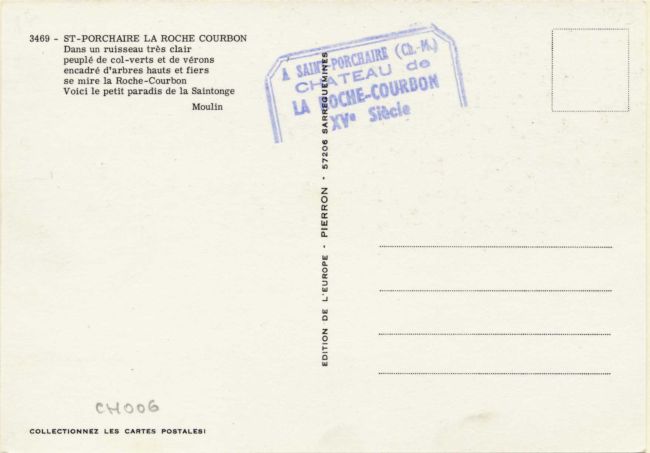 3469 - ST-PORCHAIRE LA ROCHE COURBON
Dans un ruisseau très clair
peuplé de col-verts et de vérons
encadré d'arbres hauts et fiers
se mire la Roche-Courbon
Voici le petit paradis de la Saintonge
Moulin
A SAINT-PORCHAIRE (Ch.-M.)
CHATEAU de
LA ROCHE-COURBON
XVe Siècle
EDITION DE L'EUROPE - PIERRON - 57206 SARREGUEMINES
CH006
COLLECTIONNEZ LES CARTES POSTALES!